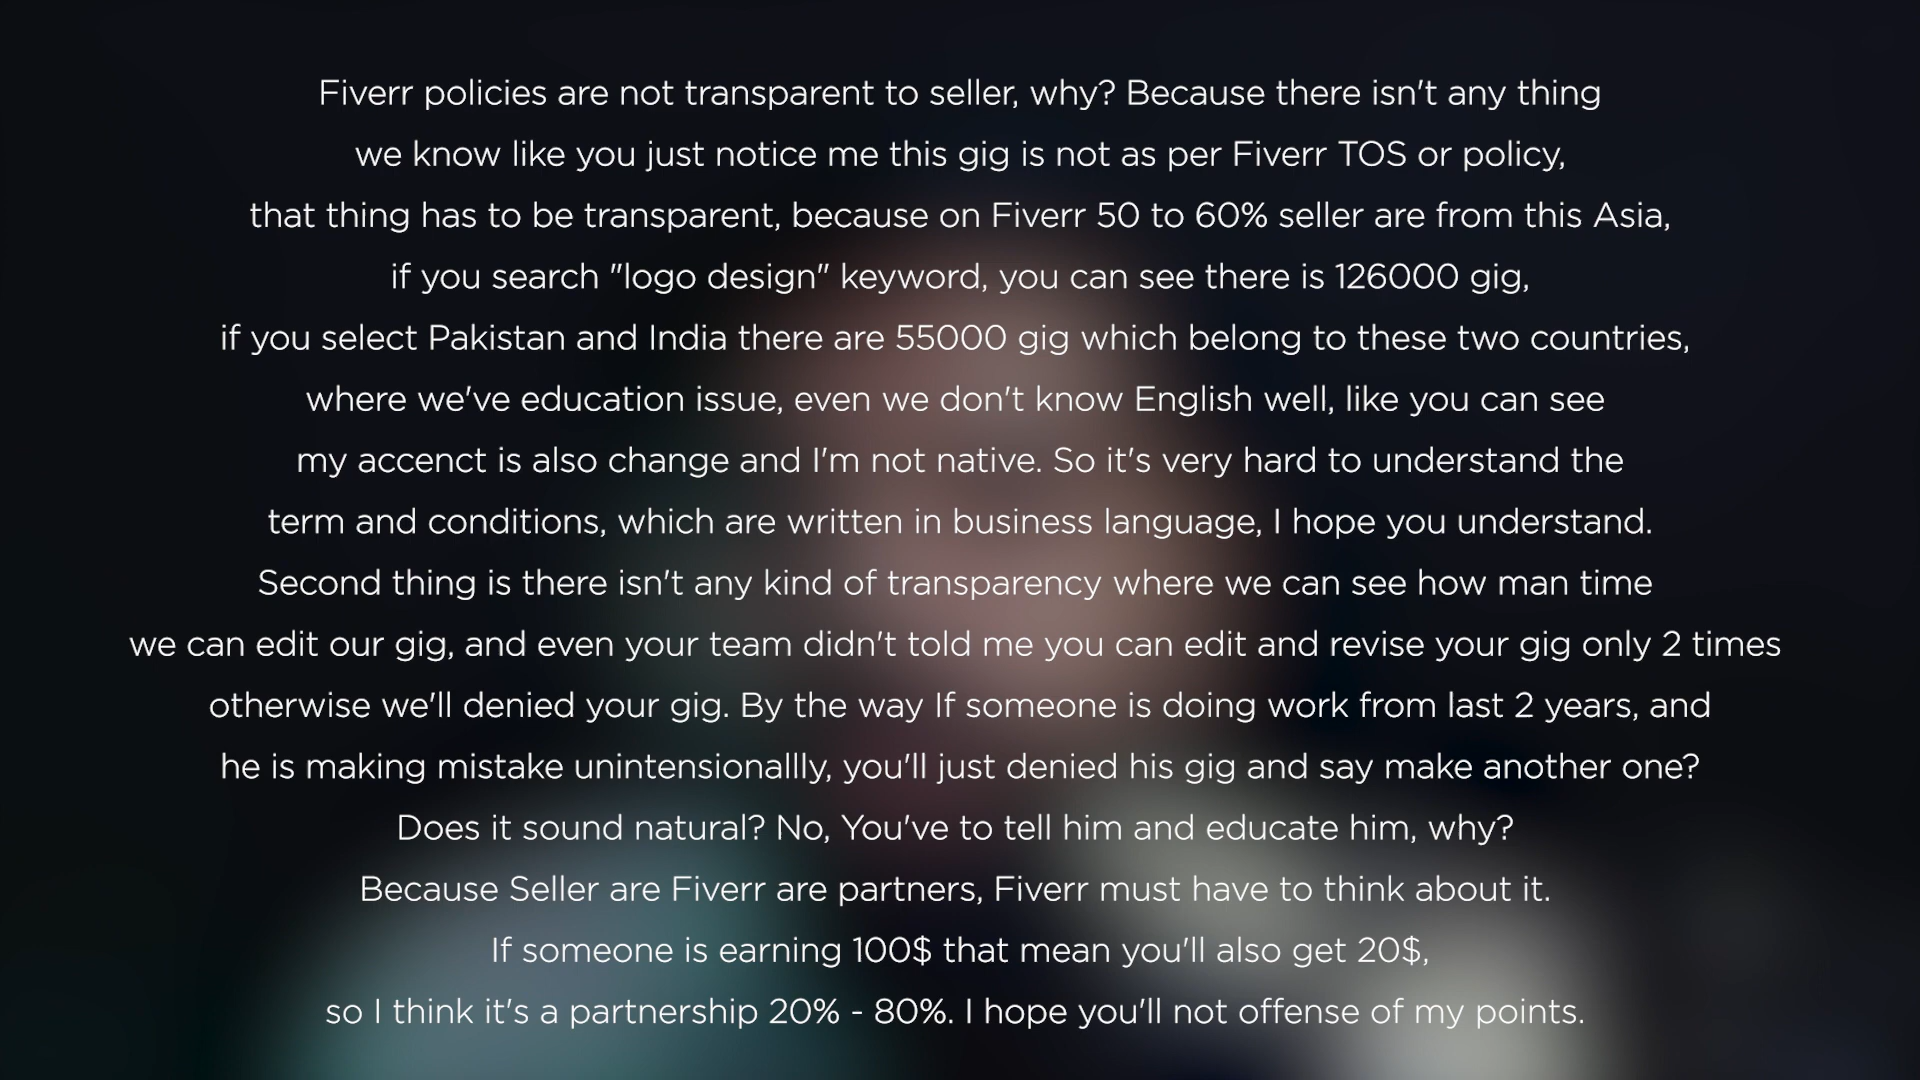 Fiverr policies are not transparent to seller, why? Because there isn't any thing
we know like you just notice me this gig is not as per Fiverr TOS or policy,
that thing has to be transparent, because on Fiverr 50 to 60% seller are from this Asia,
if you search "logo design" keyword, you can see there is 126000 gig,
if you select Pakistan and India there are 55000 gig which belong to these two countries,
where we've education issue, even we don't know English well, like you can see
my accenct is also change and I'm not native. So it's very hard to understand the
term and conditions, which are written in business language, I hope you understand.
Second thing is there isn't any kind of transparency where we can see how man time
we can edit our gig, and even your team didn't told me you can edit and revise your gig only 2 times
otherwise we'll denied your gig. By the way If someone is doing work from last 2 years, and
he is making mistake unintensionallly, you'll just denied his gig and say make another one?
Does it sound natural? No, You've to tell him and educate him, why?
Because Seller are Fiverr are partners, Fiverr must have to think about it.
If someone is earning 100$ that mean you'll also get 20$,
so I think it's a partnership 20% - 80%. I hope you'll not offense of my points.